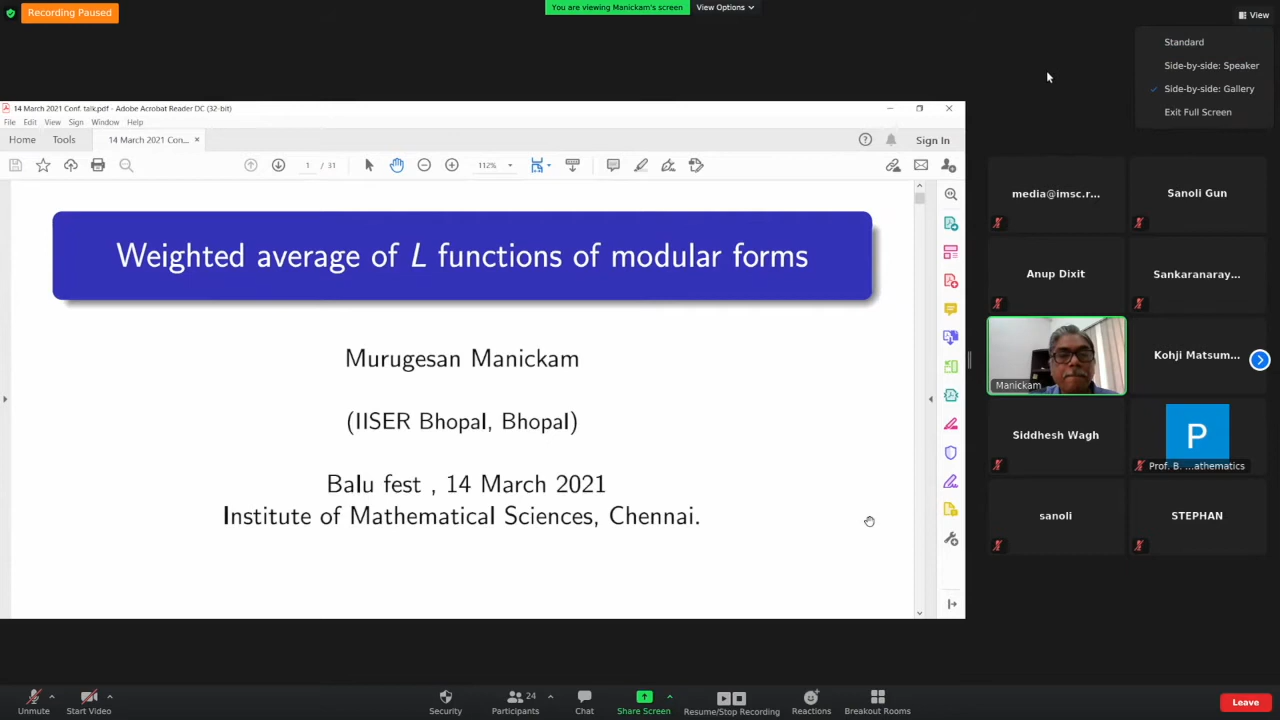 Recording Paused
You are viewing Manickam's screen
View Options
View
Standard
Side-by-side: Speaker
Side-by-side: Gallery
Exit Full Screen
14 March 2021 Conf. talk.pdf - Adobe Acrobat Reader DC (32-bit)
File Edit View Sign Window Help
Home Tools 14 March 2021 Con... ×
Sign In
1 / 31
112%
Weighted average of L functions of modular forms
Murugesan Manickam
(IISER Bhopal, Bhopal)
Balu fest , 14 March 2021
Institute of Mathematical Sciences, Chennai.
media@imsc.r...
Sanoli Gun
Anup Dixit
Sankaranaray...
Manickam
Kohji Matsum...
Siddhesh Wagh
P
Prof. B. ...athematics
sanoli
STEPHAN
Unmute
Start Video
Security
Participants 24
Chat
Share Screen
Resume/Stop Recording
Reactions
Breakout Rooms
Leave